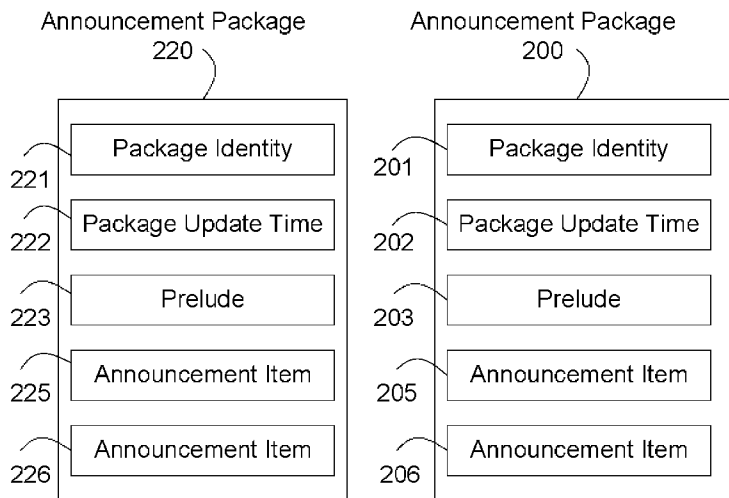 Announcement Package
220
Package Identity
221
Package Update Time
222
Prelude
223
Announcement Item
225
Announcement Item
226
Announcement Package
200
Package Identity
201
Package Update Time
202
Prelude
203
Announcement Item
205
Announcement Item
206